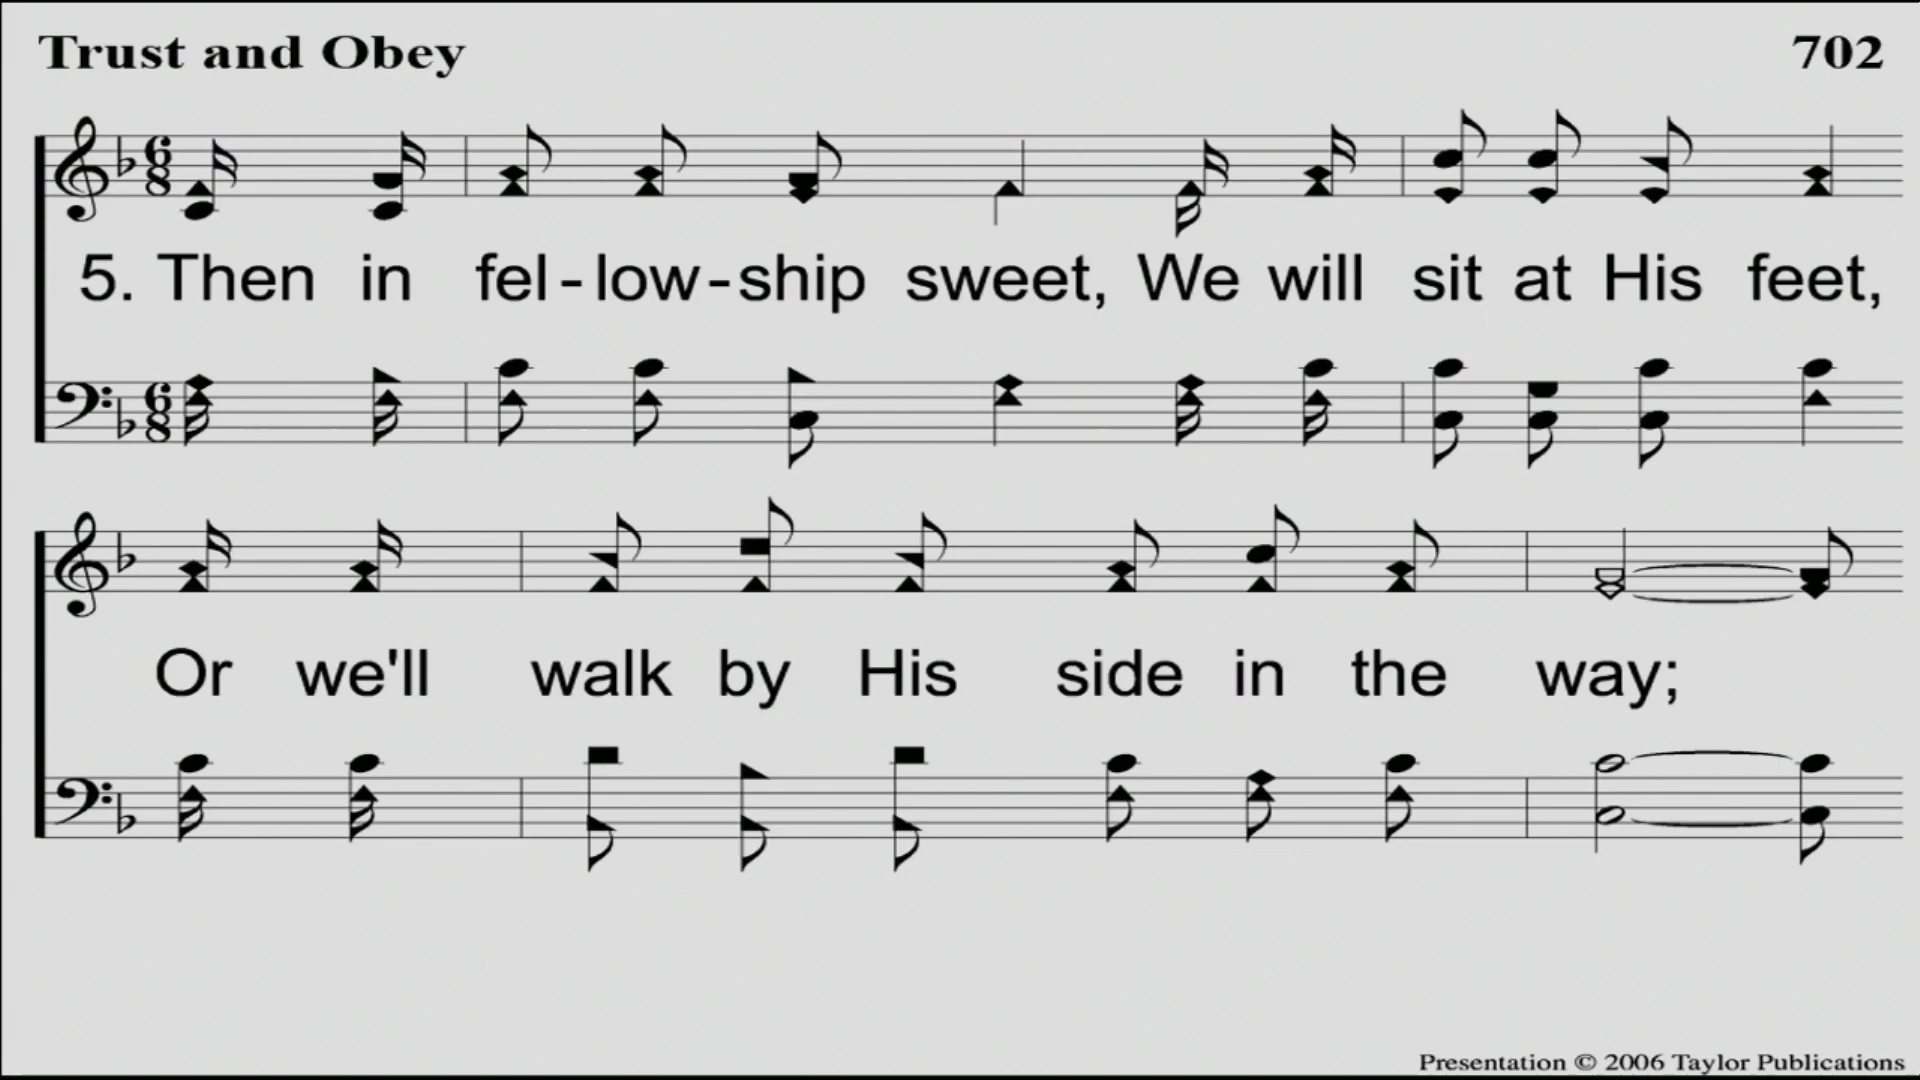 Trust and Obey 702
5. Then in fel-low-ship sweet, We will sit at His feet,
Or we'll walk by His side in the way;
Presentation © 2006 Taylor Publications